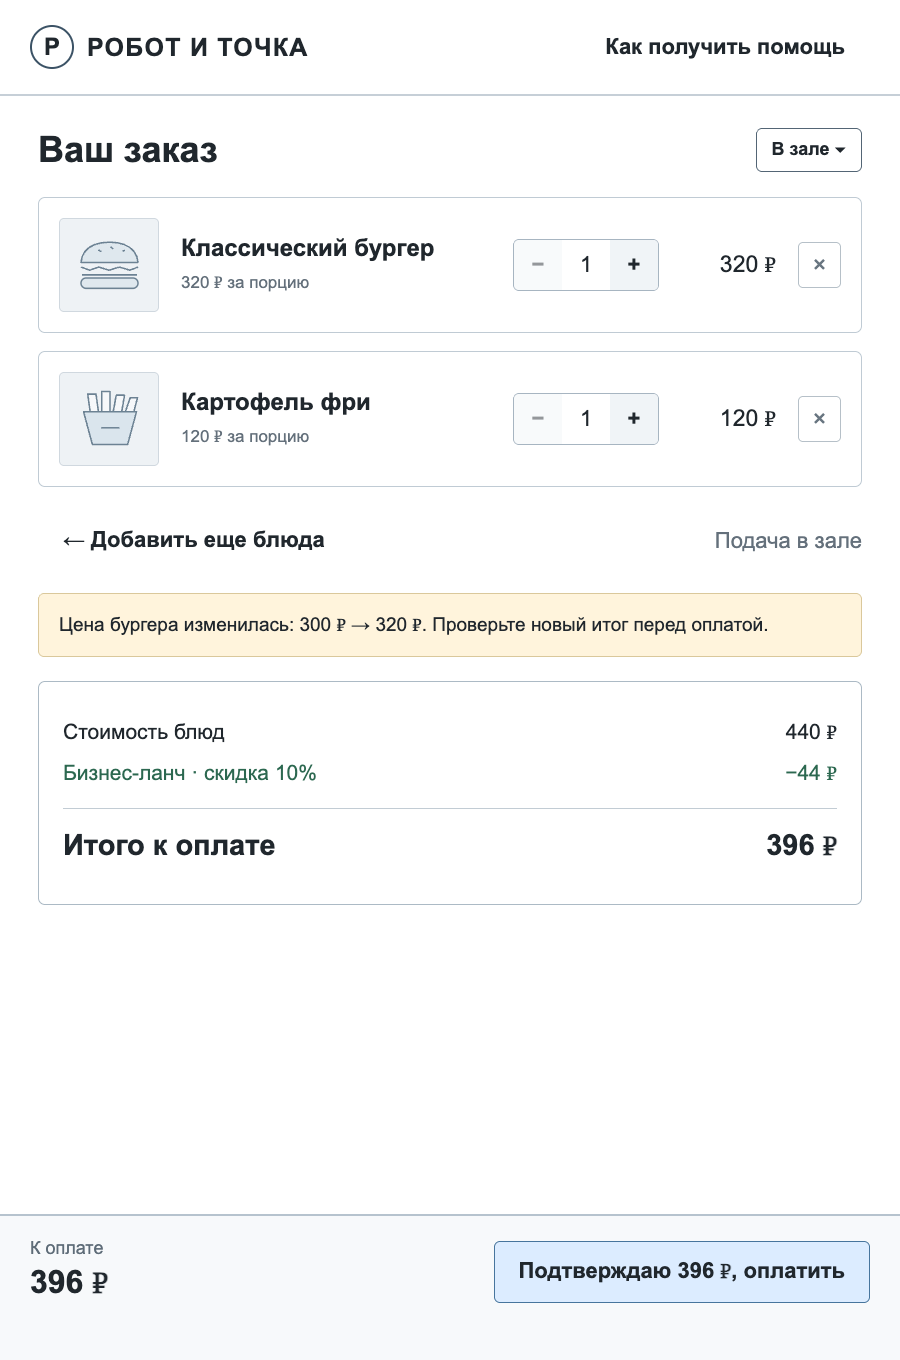 Р РОБОТ И ТОЧКА
Как получить помощь
Ваш заказ
В зале
Классический бургер
320 ₽ за порцию
− 1 +
320 ₽
×
Картофель фри
120 ₽ за порцию
− 1 +
120 ₽
×
← Добавить еще блюда
Подача в зале
Цена бургера изменилась: 300 ₽ → 320 ₽. Проверьте новый итог перед оплатой.
Стоимость блюд 440 ₽
Бизнес-ланч · скидка 10% −44 ₽
Итого к оплате 396 ₽
К оплате
396 ₽
Подтверждаю 396 ₽, оплатить